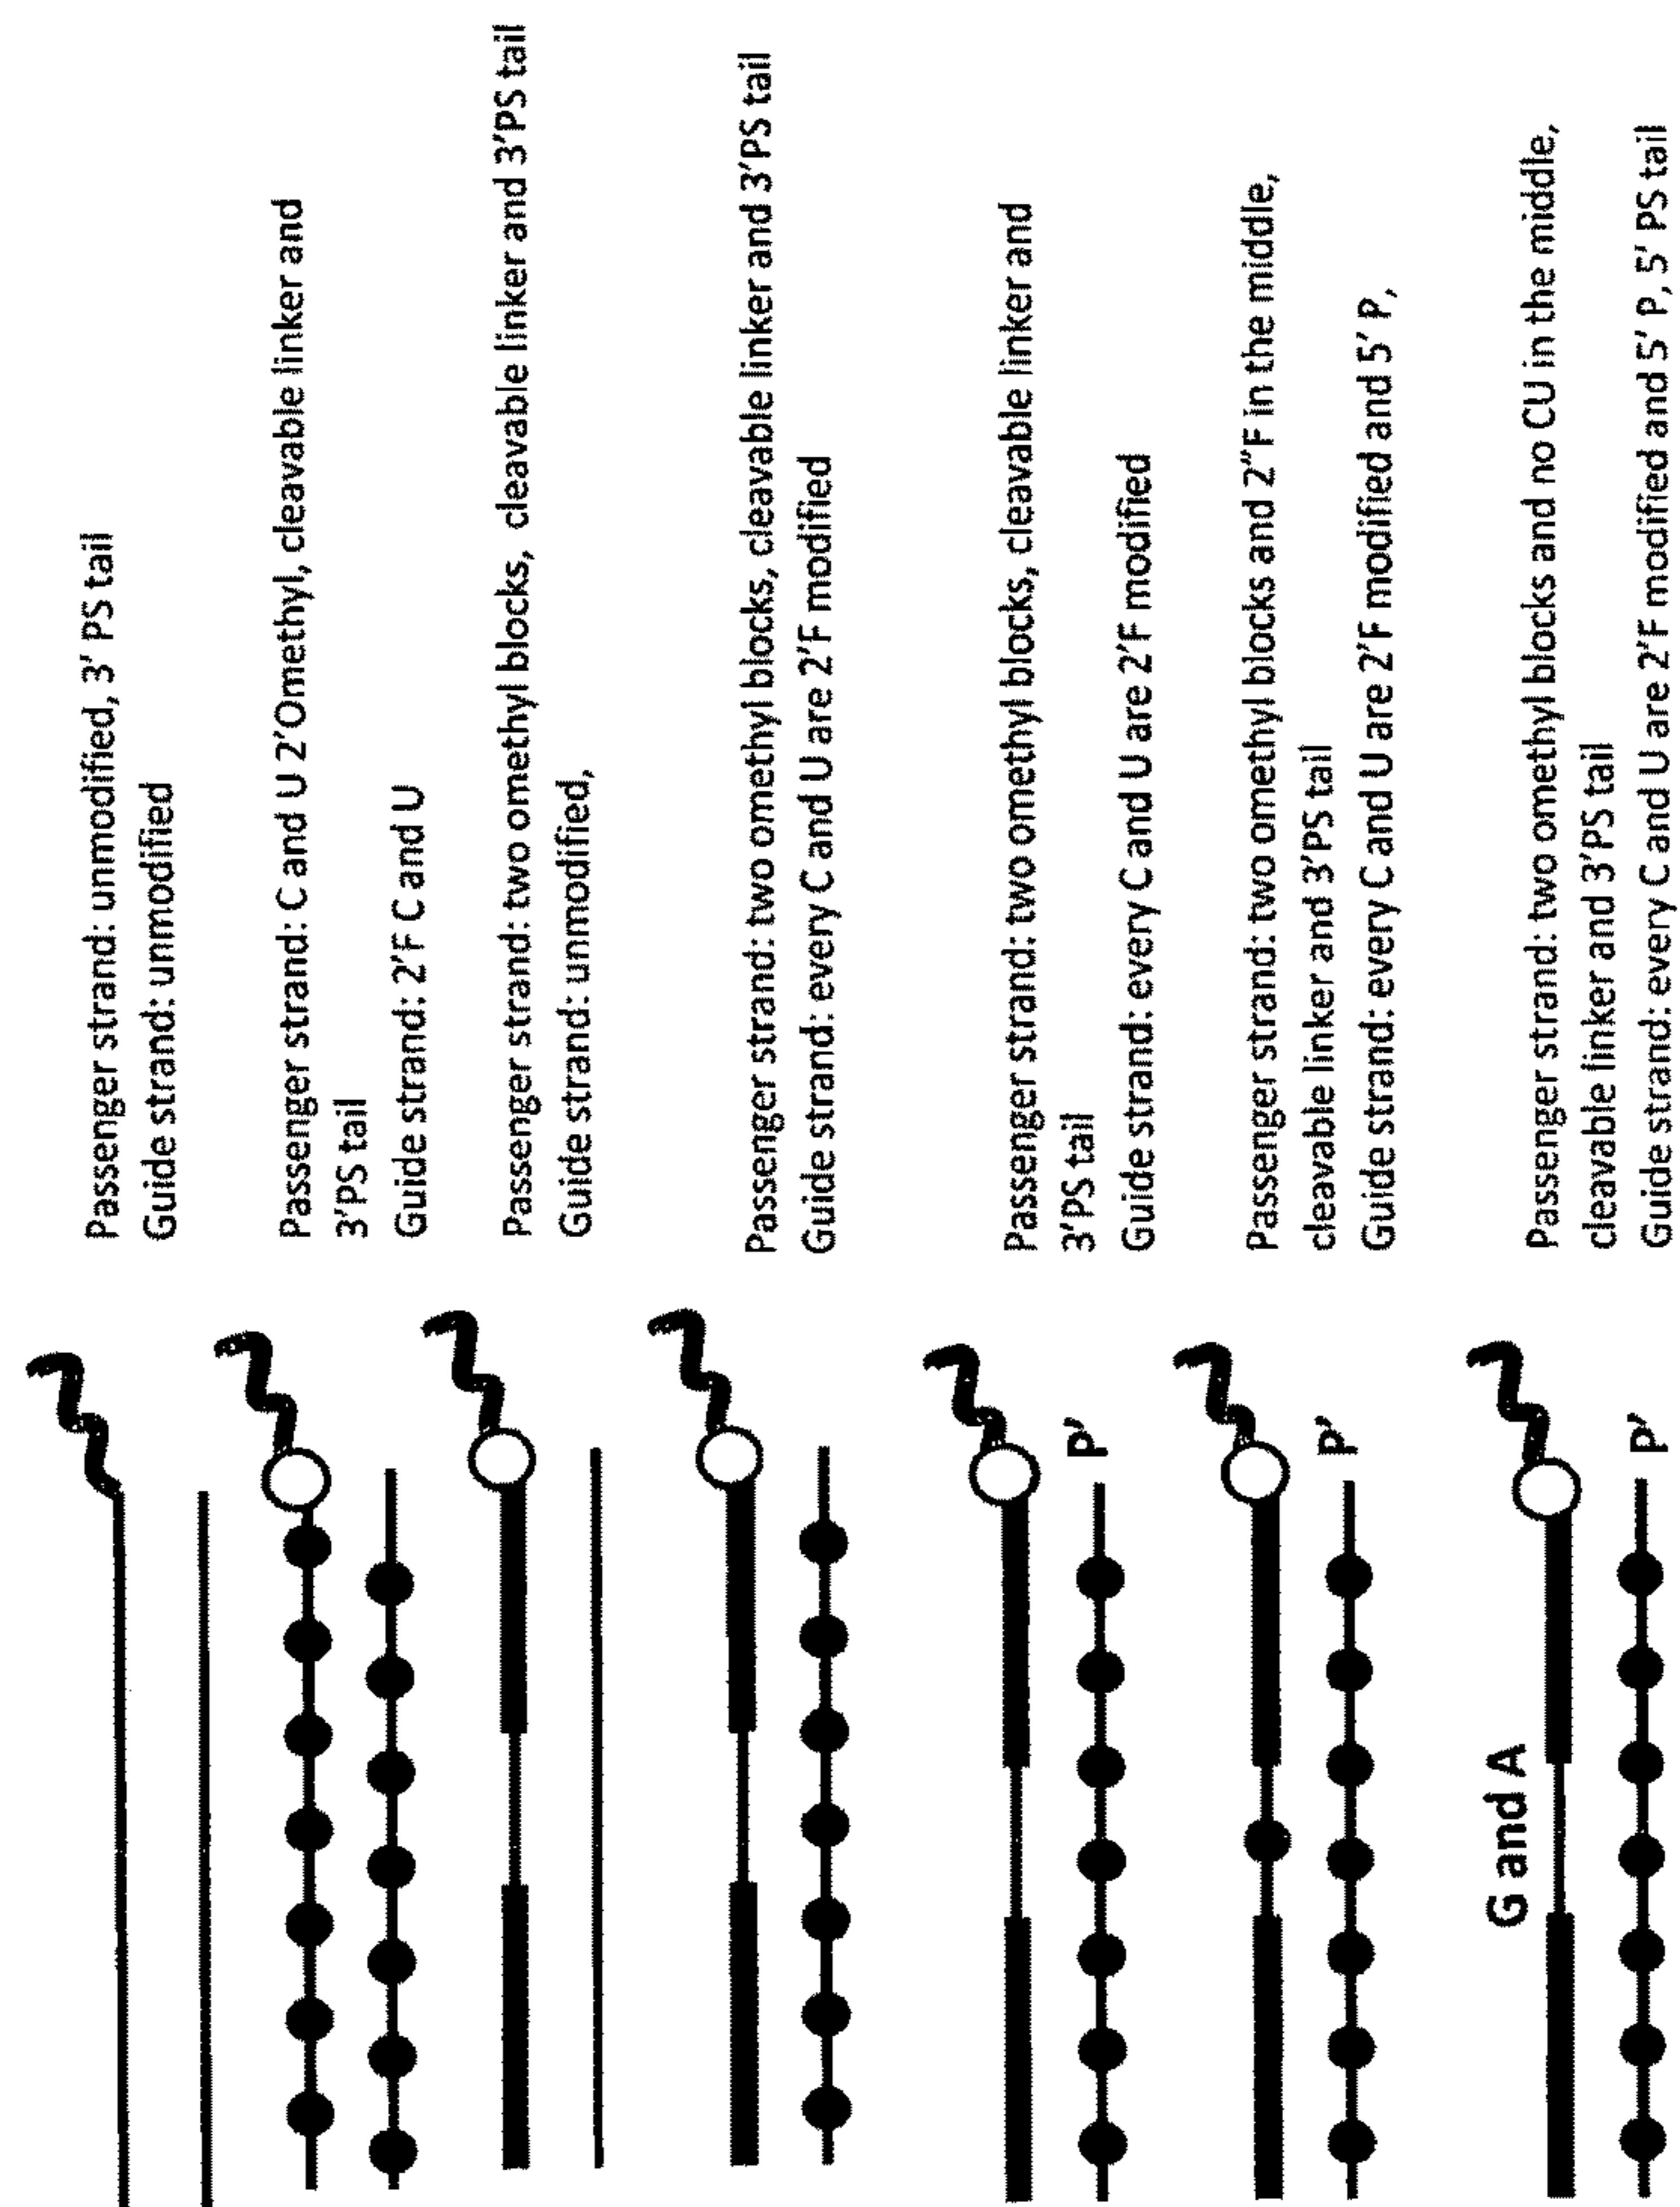 Passenger strand: unmodified, 3' PS tail
Guide strand: unmodified
Passenger strand: C and U 2'Omethyl, cleavable linker and
3'PS tail
Guide strand: 2'F C and U
Passenger strand: two omethyl blocks, cleavable linker and 3'PS tail
Guide strand: unmodified,
Passenger strand: two omethyl blocks, cleavable linker and 3'PS tail
Guide strand: every C and U are 2'F modified
P'
Passenger strand: two omethyl blocks, cleavable linker and
3'PS tail
Guide strand: every C and U are 2'F modified
P'
Passenger strand: two omethyl blocks and 2"F in the middle,
cleavable linker and 3'PS tail
Guide strand: every C and U are 2'F modified and 5' P,
G and A
P'
Passenger strand: two omethyl blocks and no CU in the middle,
cleavable linker and 3'PS tail
Guide strand: every C and U are 2'F modified and 5' P, 5' PS tail